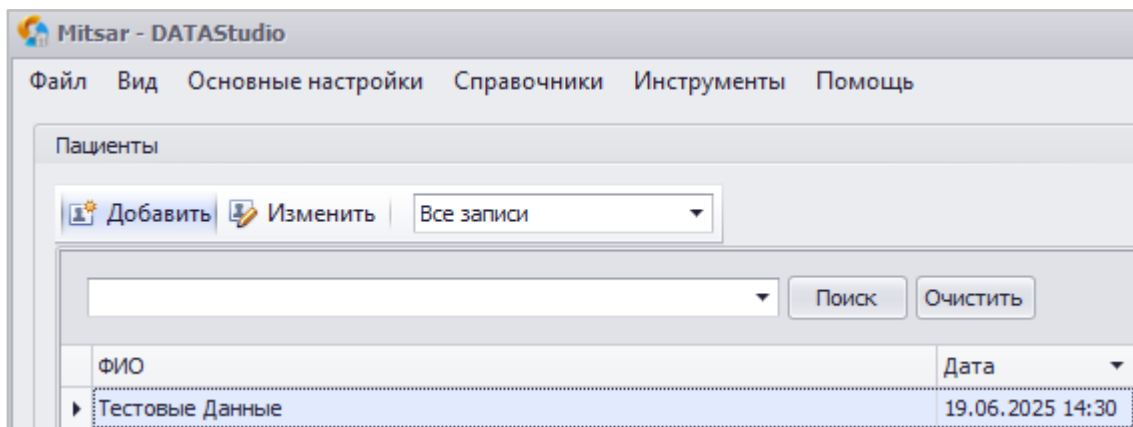 Mitsar - DATAStudio
Файл Вид Основные настройки Справочники Инструменты Помощь
Пациенты
Добавить Изменить Все записи
Поиск Очистить
ФИО Дата
Тестовые Данные 19.06.2025 14:30